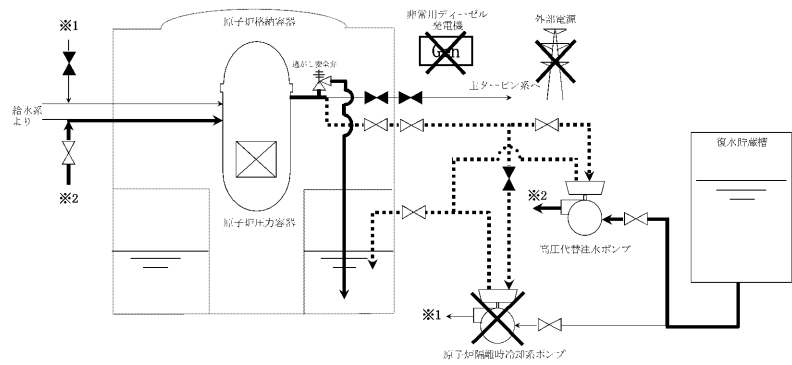 原子炉格納容器
非常用ディーゼル
発電機
Gen
外部電源
※1
逃がし安全弁
主タービン系へ
給水系
より
復水貯蔵槽
※2
※2
原子炉圧力容器
高圧代替注水ポンプ
※1
原子炉隔離時冷却系ポンプ